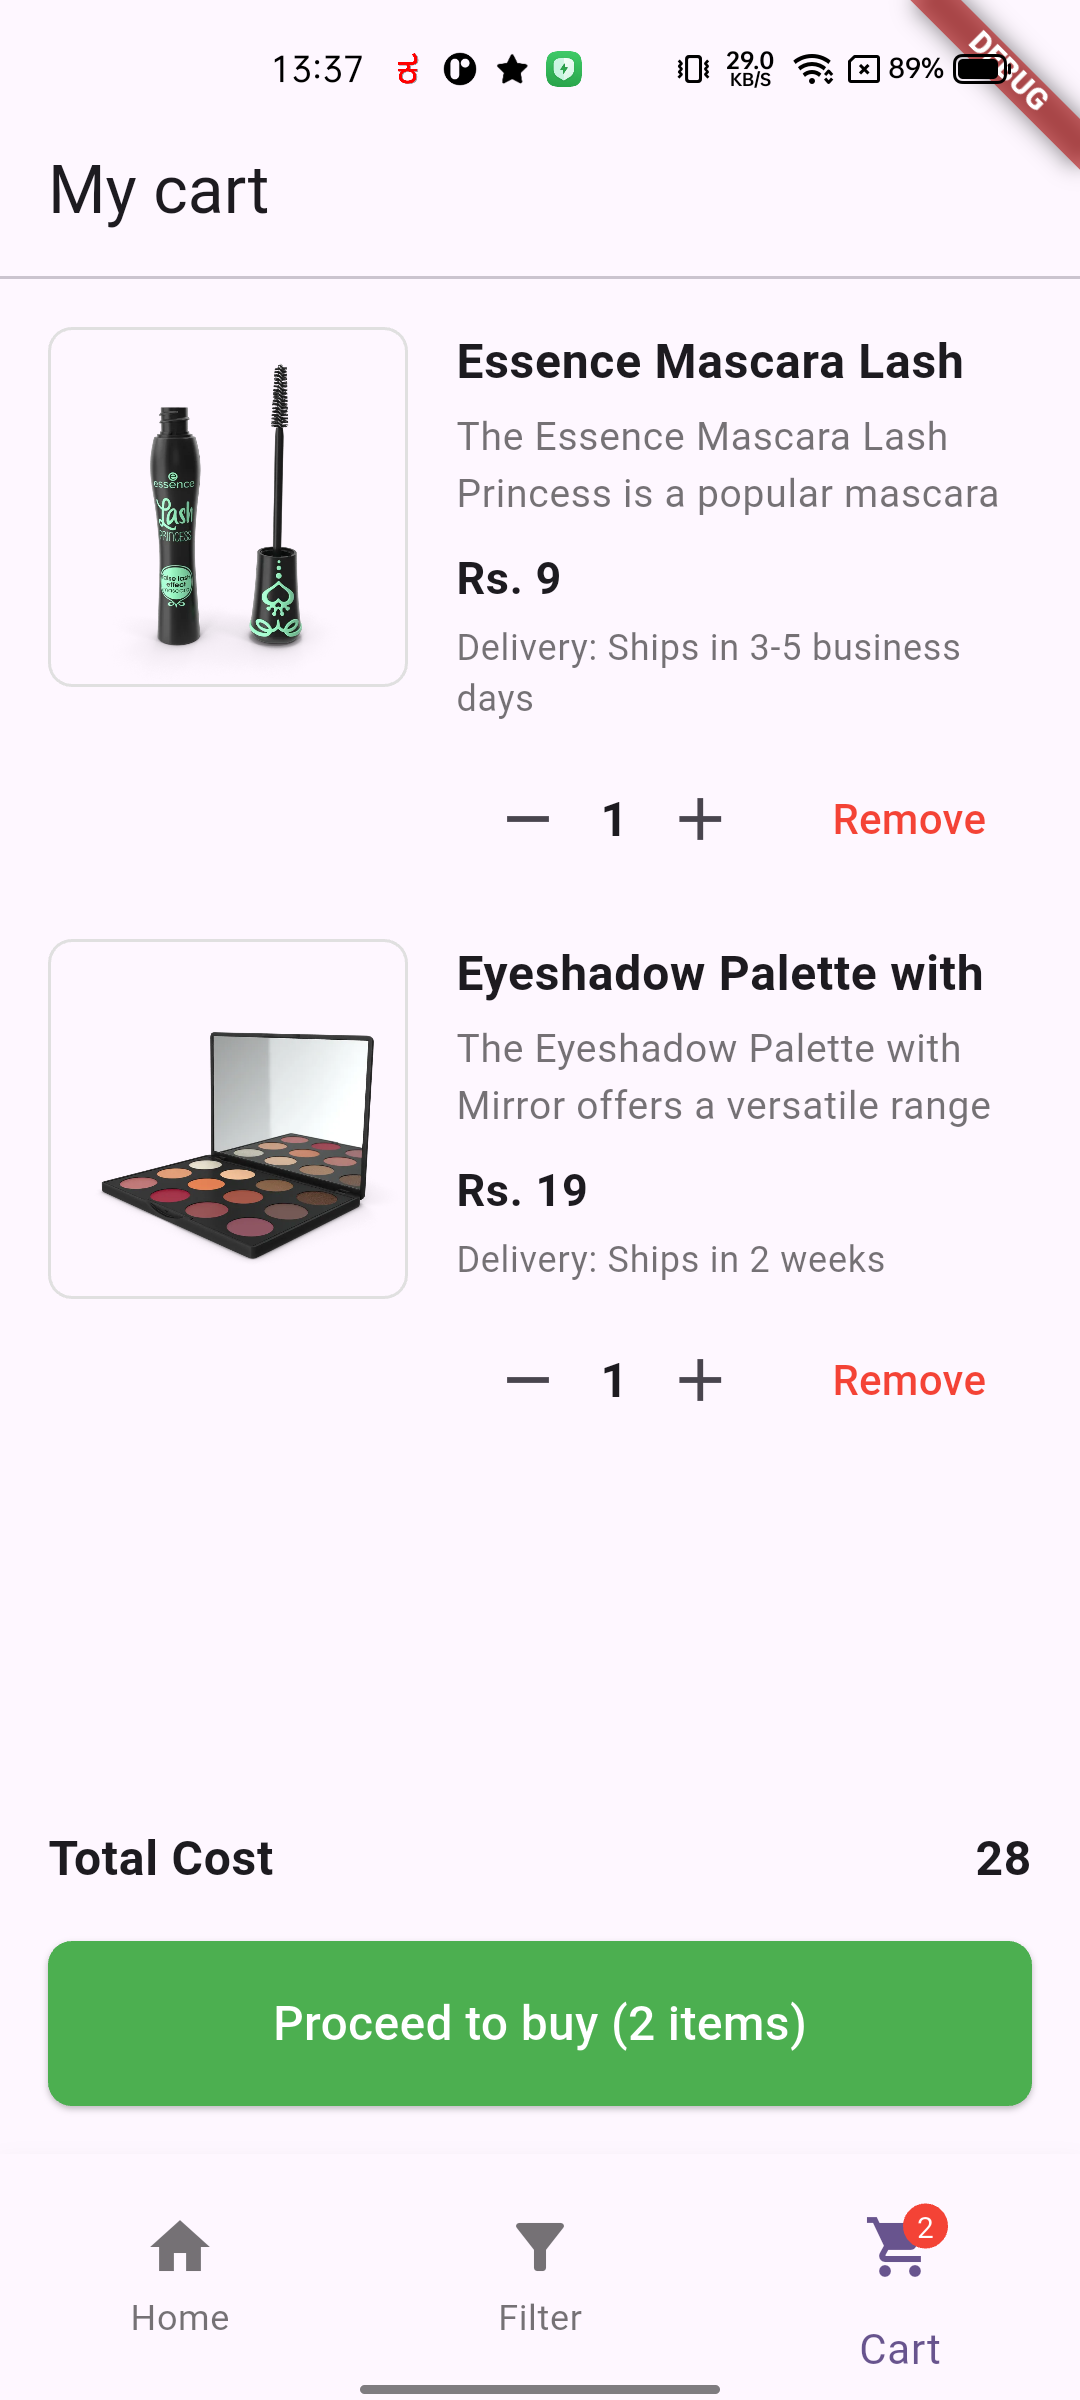 13:37 ಕ 29.0 KB/S 89%
DEBUG
My cart
Essence Mascara Lash
The Essence Mascara Lash
Princess is a popular mascara
essence
Lash
PRINCESS
false lash
effect
mascara
Rs. 9
Delivery: Ships in 3-5 business
days
1 Remove
Eyeshadow Palette with
The Eyeshadow Palette with
Mirror offers a versatile range
Rs. 19
Delivery: Ships in 2 weeks
1 Remove
Total Cost 28
Proceed to buy (2 items)
2
Home Filter Cart